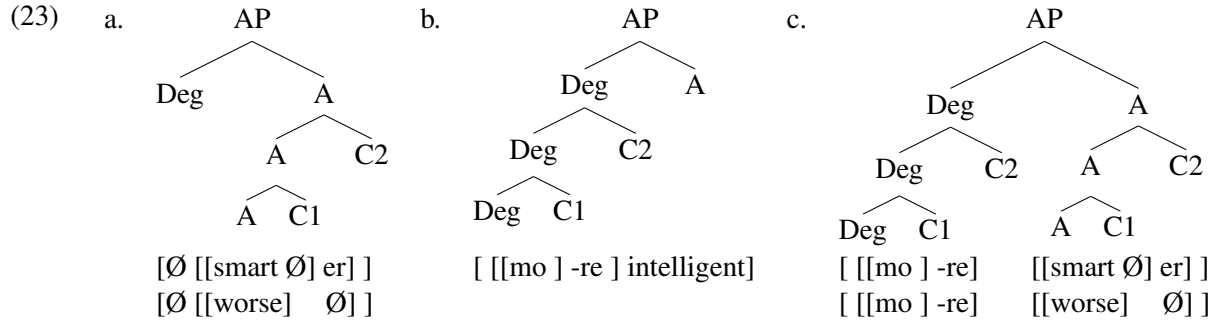 (23) a. AP b. AP c. AP
Deg A Deg A Deg A
A C2 Deg C2 Deg C2 A C2
A C1 Deg C1 Deg C1 A C1
[Ø [[smart Ø] er] ] [ [[mo ] -re ] intelligent] [ [[mo ] -re] [[smart Ø] er] ]
[Ø [[worse] Ø] ] [ [[mo ] -re] [[worse] Ø] ]